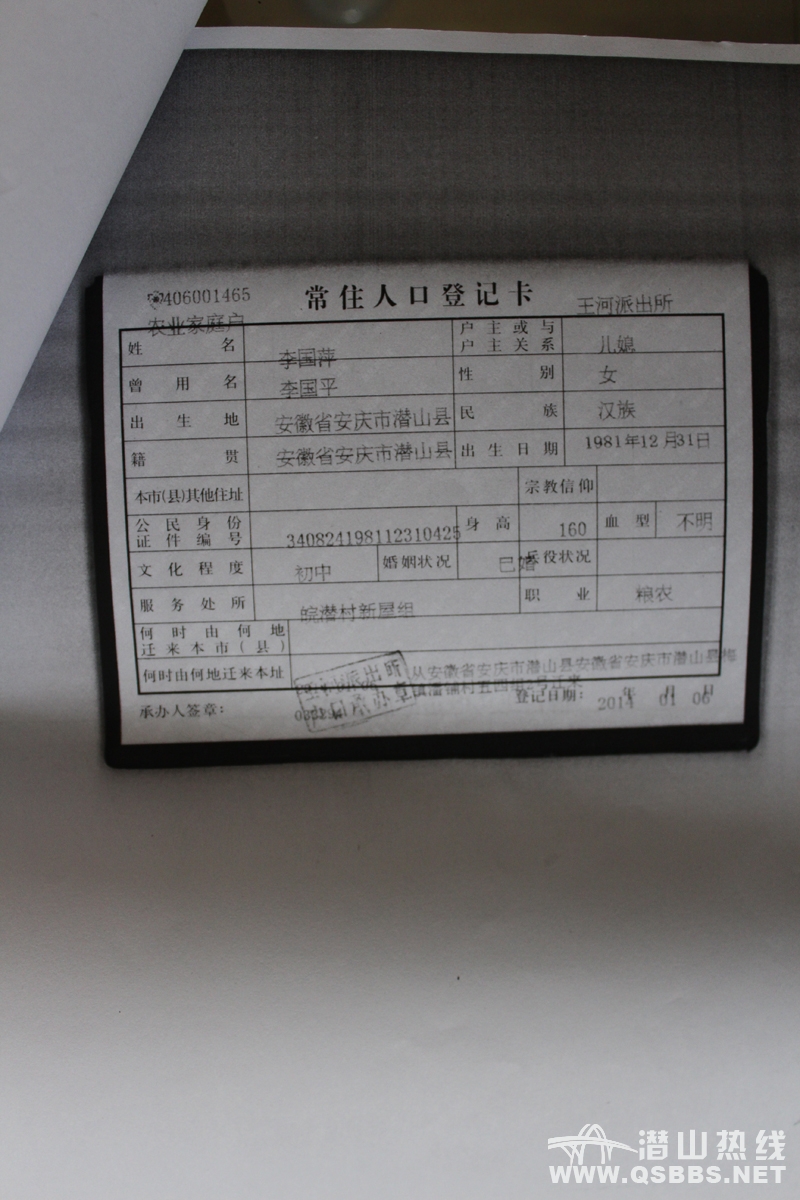 406001465 常住人口登记卡 王河派出所
农业家庭户
姓名 李国萍 户主或与户主关系 儿媳
曾用名 李国平 性别 女
出生地 安徽省安庆市潜山县 民族 汉族
籍贯 安徽省安庆市潜山县 出生日期 1981年12月31日
本市(县)其他住址 宗教信仰
公民身份证件编号 340824198112310425 身高 160 血型 不明
文化程度 初中 婚姻状况 已婚 兵役状况
服务处所 皖潜村新屋组 职业 粮农
何时由何地迁来本市(县)
何时由何地迁来本址 从安徽省安庆市潜山县安徽省安庆市潜山县梅
承办人签章: 登记日期: 2014年01月06日
潜山热线
WWW.QSBBS.NET